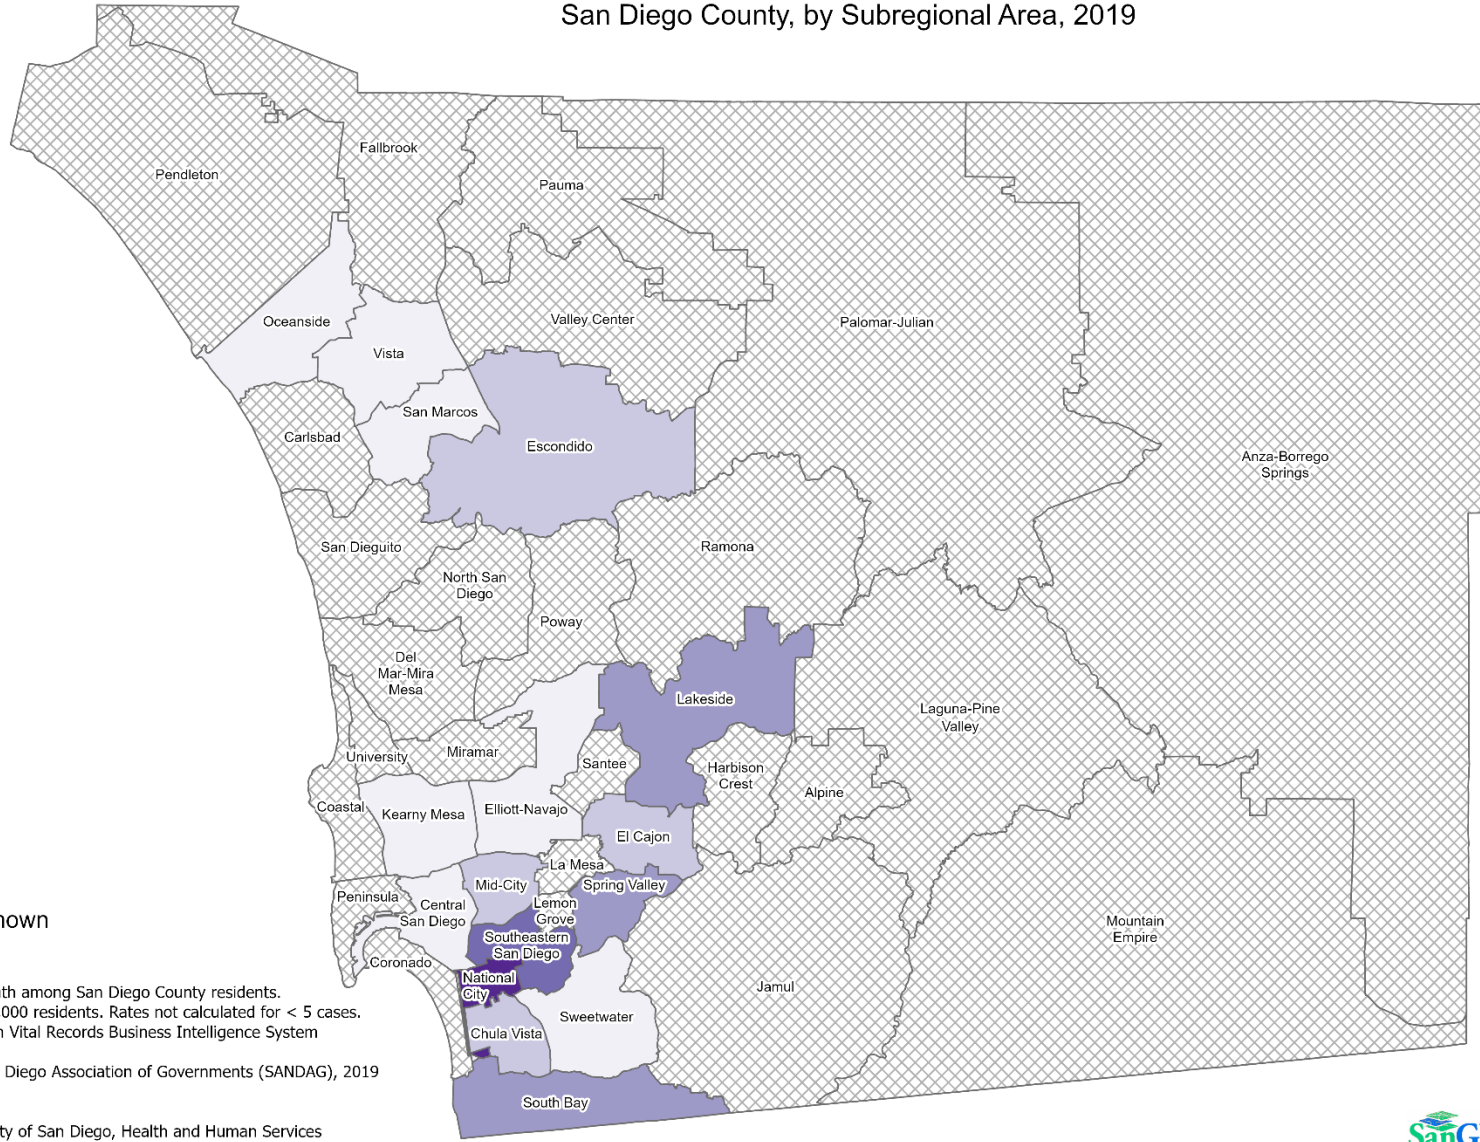 San Diego County, by Subregional Area, 2019
Fallbrook
Pendleton
Pauma
Oceanside
Valley Center
Palomar-Julian
Vista
San Marcos
Carlsbad
Escondido
Anza-Borrego
Springs
San Dieguito
Ramona
North San
Diego
Poway
Del
Mar-Mira
Mesa
Lakeside
Laguna-Pine
Valley
University
Miramar
Santee
Harbison
Crest
Alpine
Coastal
Kearny Mesa
Elliott-Navajo
El Cajon
La Mesa
Mid-City
Spring Valley
Peninsula
Central
San Diego
Lemon
Grove
Southeastern
San Diego
Mountain
Empire
Coronado
National
City
Jamul
Sweetwater
Chula Vista
South Bay
nown
th among San Diego County residents.
000 residents. Rates not calculated for < 5 cases.
n Vital Records Business Intelligence System
Diego Association of Governments (SANDAG), 2019
ty of San Diego, Health and Human Services
SanG